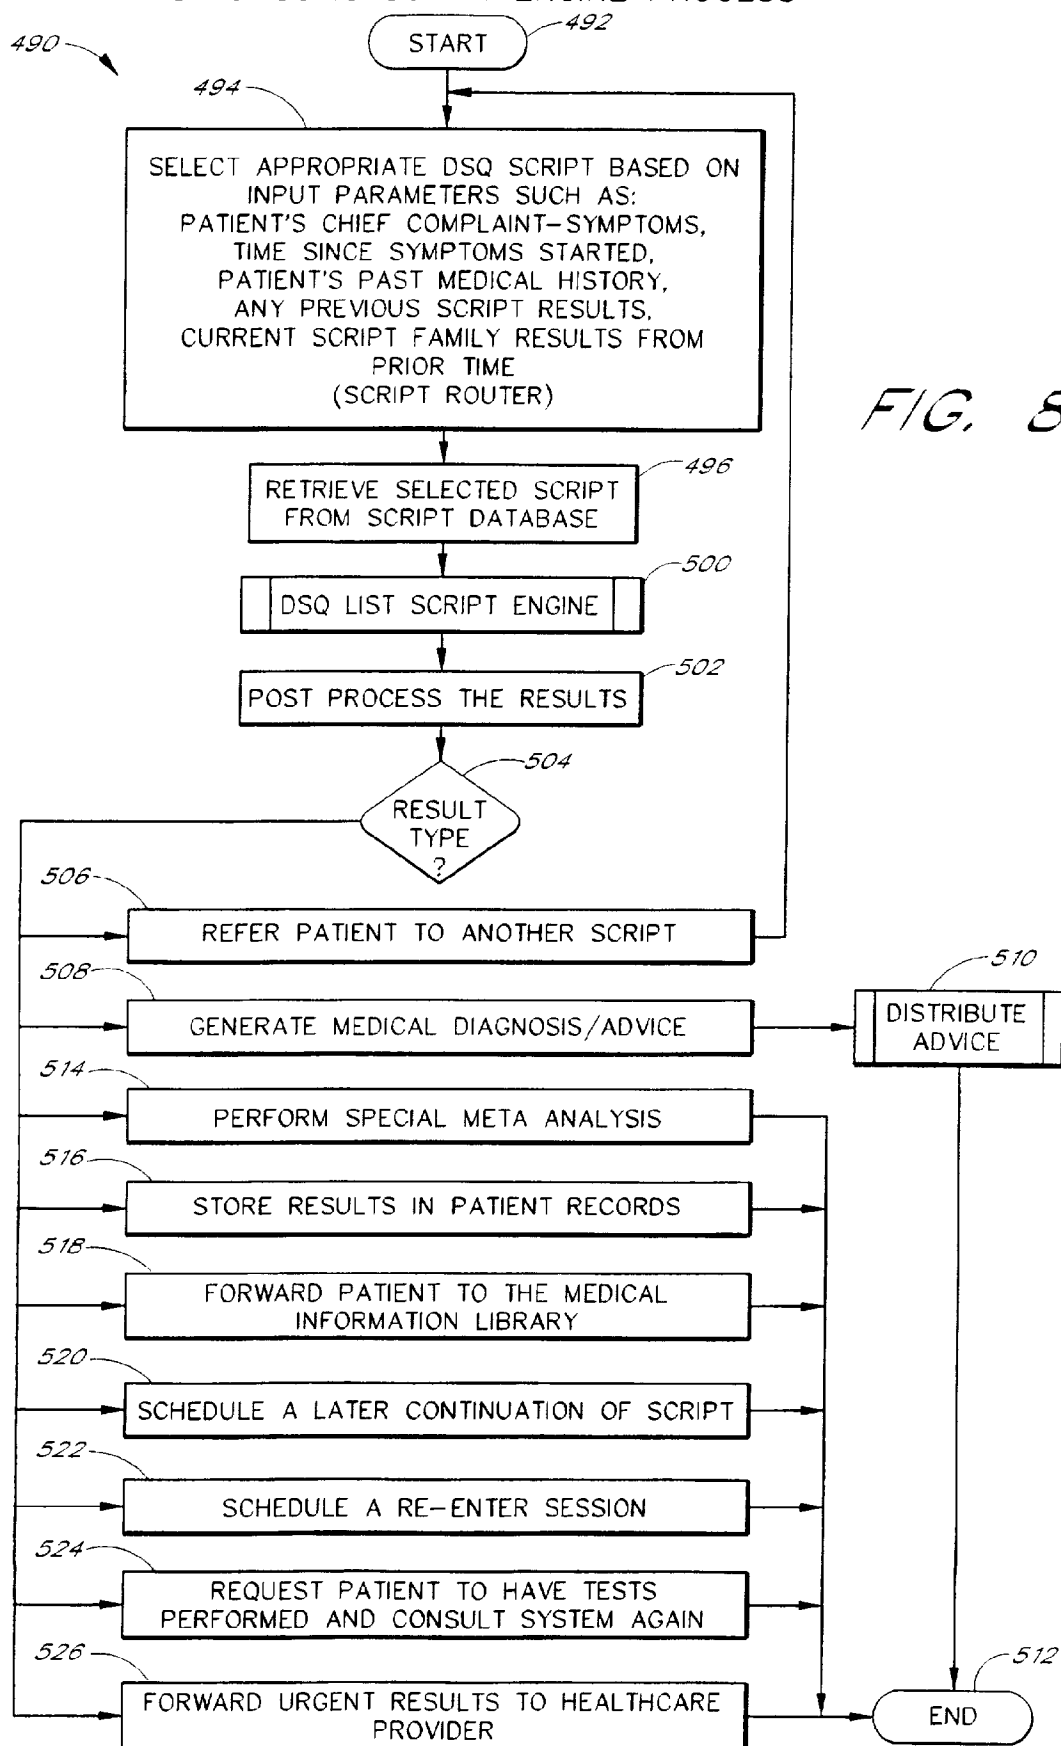 490
START
492
494
SELECT APPROPRIATE DSQ SCRIPT BASED ON
INPUT PARAMETERS SUCH AS:
PATIENT'S CHIEF COMPLAINT-SYMPTOMS,
TIME SINCE SYMPTOMS STARTED,
PATIENT'S PAST MEDICAL HISTORY,
ANY PREVIOUS SCRIPT RESULTS,
CURRENT SCRIPT FAMILY RESULTS FROM
PRIOR TIME
(SCRIPT ROUTER)
FIG. 8
496
RETRIEVE SELECTED SCRIPT
FROM SCRIPT DATABASE
500
DSQ LIST SCRIPT ENGINE
502
POST PROCESS THE RESULTS
504
RESULT
TYPE
?
506
REFER PATIENT TO ANOTHER SCRIPT
508
GENERATE MEDICAL DIAGNOSIS/ADVICE
510
DISTRIBUTE
ADVICE
514
PERFORM SPECIAL META ANALYSIS
516
STORE RESULTS IN PATIENT RECORDS
518
FORWARD PATIENT TO THE MEDICAL
INFORMATION LIBRARY
520
SCHEDULE A LATER CONTINUATION OF SCRIPT
522
SCHEDULE A RE-ENTER SESSION
524
REQUEST PATIENT TO HAVE TESTS
PERFORMED AND CONSULT SYSTEM AGAIN
526
FORWARD URGENT RESULTS TO HEALTHCARE
PROVIDER
512
END